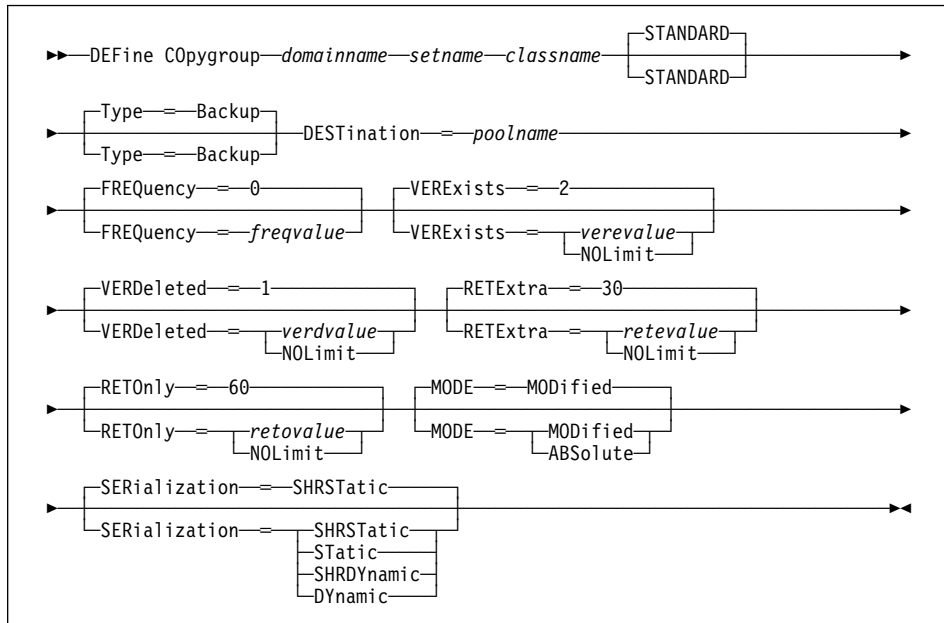 STANDARD
DEFine COpygroup domainname setname classname
STANDARD
Type = Backup
DESTination = poolname
Type = Backup
FREQuency = 0 VERExists = 2
FREQuency = freqvalue VERExists = verevalue
NOLimit
VERDeleted = 1 RETExtra = 30
VERDeleted = verdvalue RETExtra = retevalue
NOLimit NOLimit
RETOnly = 60 MODE = MODified
RETOnly = retovalue MODE = MODified
NOLimit ABSolute
SERialization = SHRSTatic
SERialization = SHRSTatic
STatic
SHRDYnamic
DYnamic